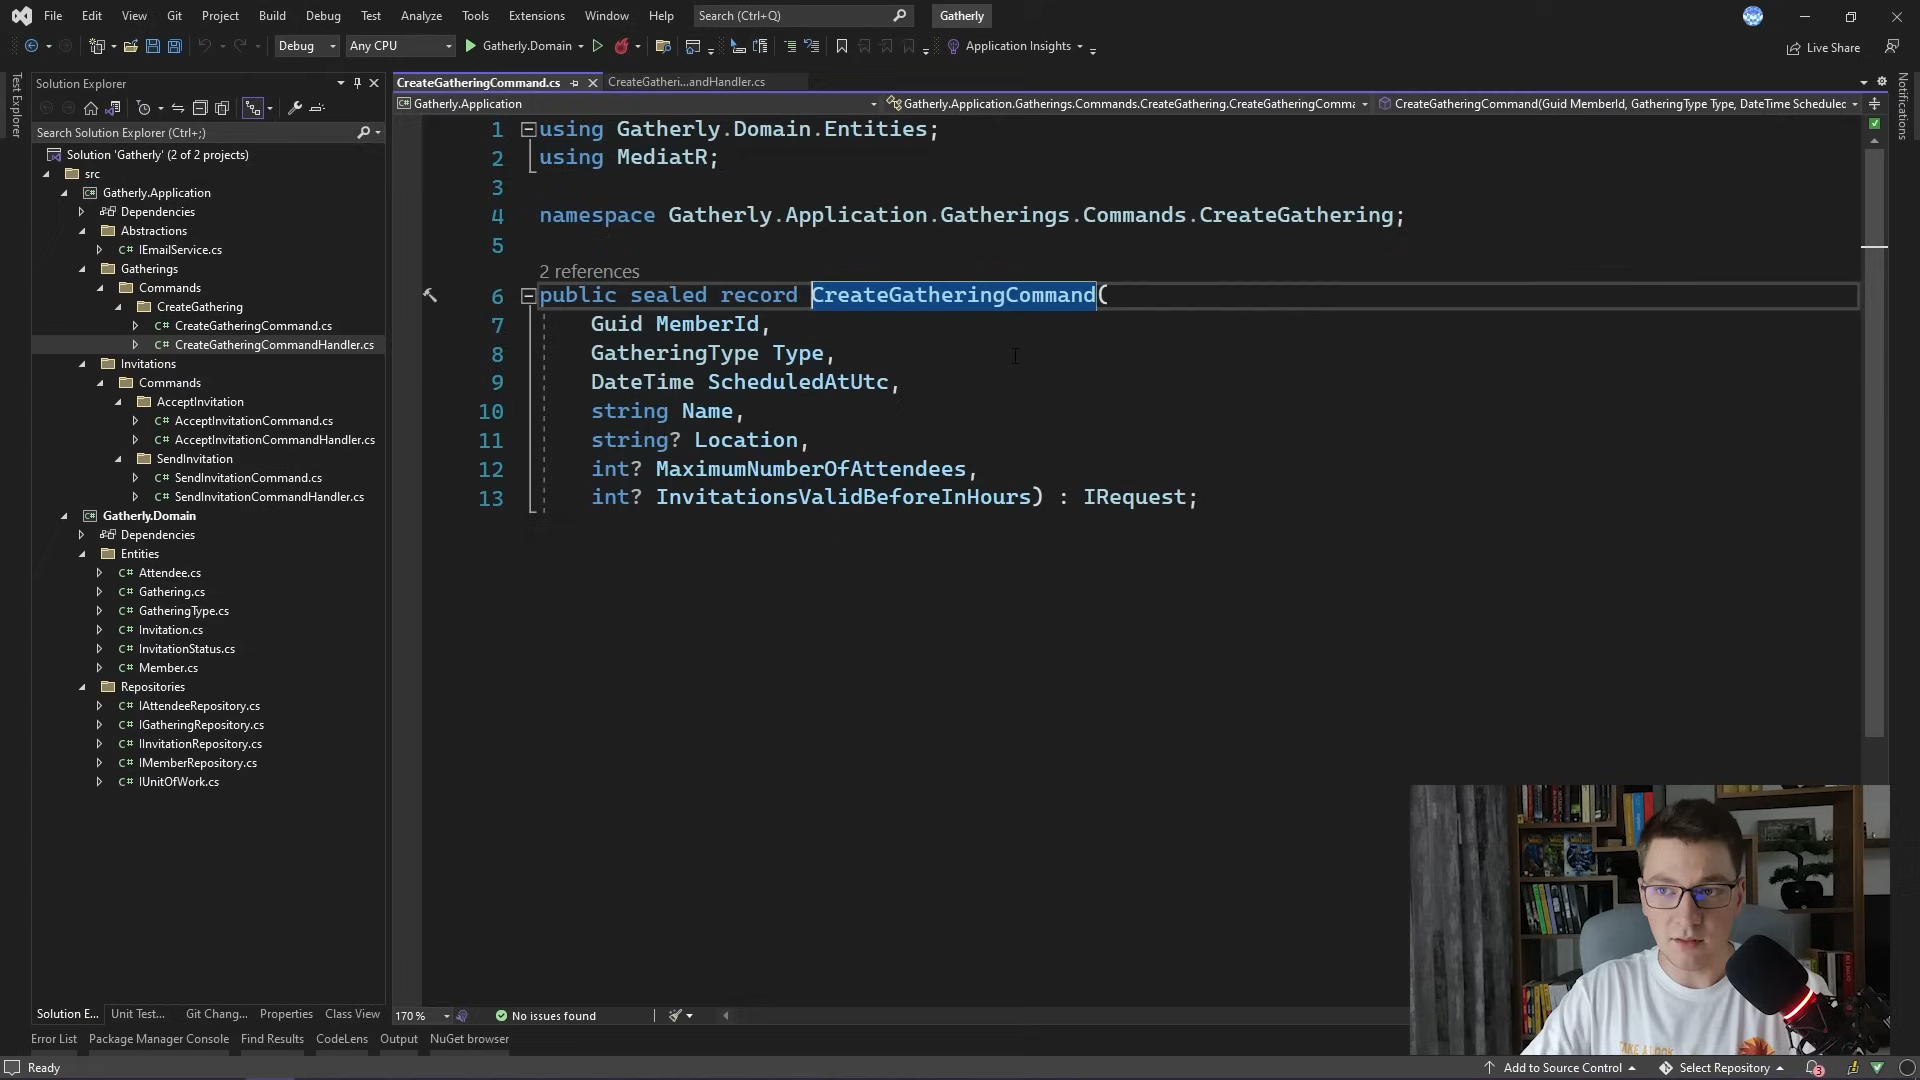 File Edit View Git Project Build Debug Test Analyze Tools Extensions Window Help Search (Ctrl+Q) Gatherly
Debug Any CPU Gatherly.Domain Application Insights Live Share
Test Explorer
Solution Explorer
Search Solution Explorer (Ctrl+;)
Solution 'Gatherly' (2 of 2 projects)
src
Gatherly.Application
Dependencies
Abstractions
C# IEmailService.cs
Gatherings
Commands
CreateGathering
C# CreateGatheringCommand.cs
C# CreateGatheringCommandHandler.cs
Invitations
Commands
AcceptInvitation
C# AcceptInvitationCommand.cs
C# AcceptInvitationCommandHandler.cs
SendInvitation
C# SendInvitationCommand.cs
C# SendInvitationCommandHandler.cs
Gatherly.Domain
Dependencies
Entities
C# Attendee.cs
C# Gathering.cs
C# GatheringType.cs
C# Invitation.cs
C# InvitationStatus.cs
C# Member.cs
Repositories
C# IAttendeeRepository.cs
C# IGatheringRepository.cs
C# IInvitationRepository.cs
C# IMemberRepository.cs
C# IUnitOfWork.cs
Solution E... Unit Test... Git Chang... Properties Class View
CreateGatheringCommand.cs CreateGatheri...andHandler.cs
Gatherly.Application Gatherly.Application.Gatherings.Commands.CreateGathering.CreateGatheringComma CreateGatheringCommand(Guid MemberId, GatheringType Type, DateTime Scheduled
1 using Gatherly.Domain.Entities;
2 using MediatR;
3
4 namespace Gatherly.Application.Gatherings.Commands.CreateGathering;
5
2 references
6 public sealed record CreateGatheringCommand(
7 Guid MemberId,
8 GatheringType Type,
9 DateTime ScheduledAtUtc,
10 string Name,
11 string? Location,
12 int? MaximumNumberOfAttendees,
13 int? InvitationsValidBeforeInHours) : IRequest;
Notifications
170 % No issues found
Error List Package Manager Console Find Results CodeLens Output NuGet browser
Ready Add to Source Control Select Repository 3
TAKE A LOOK